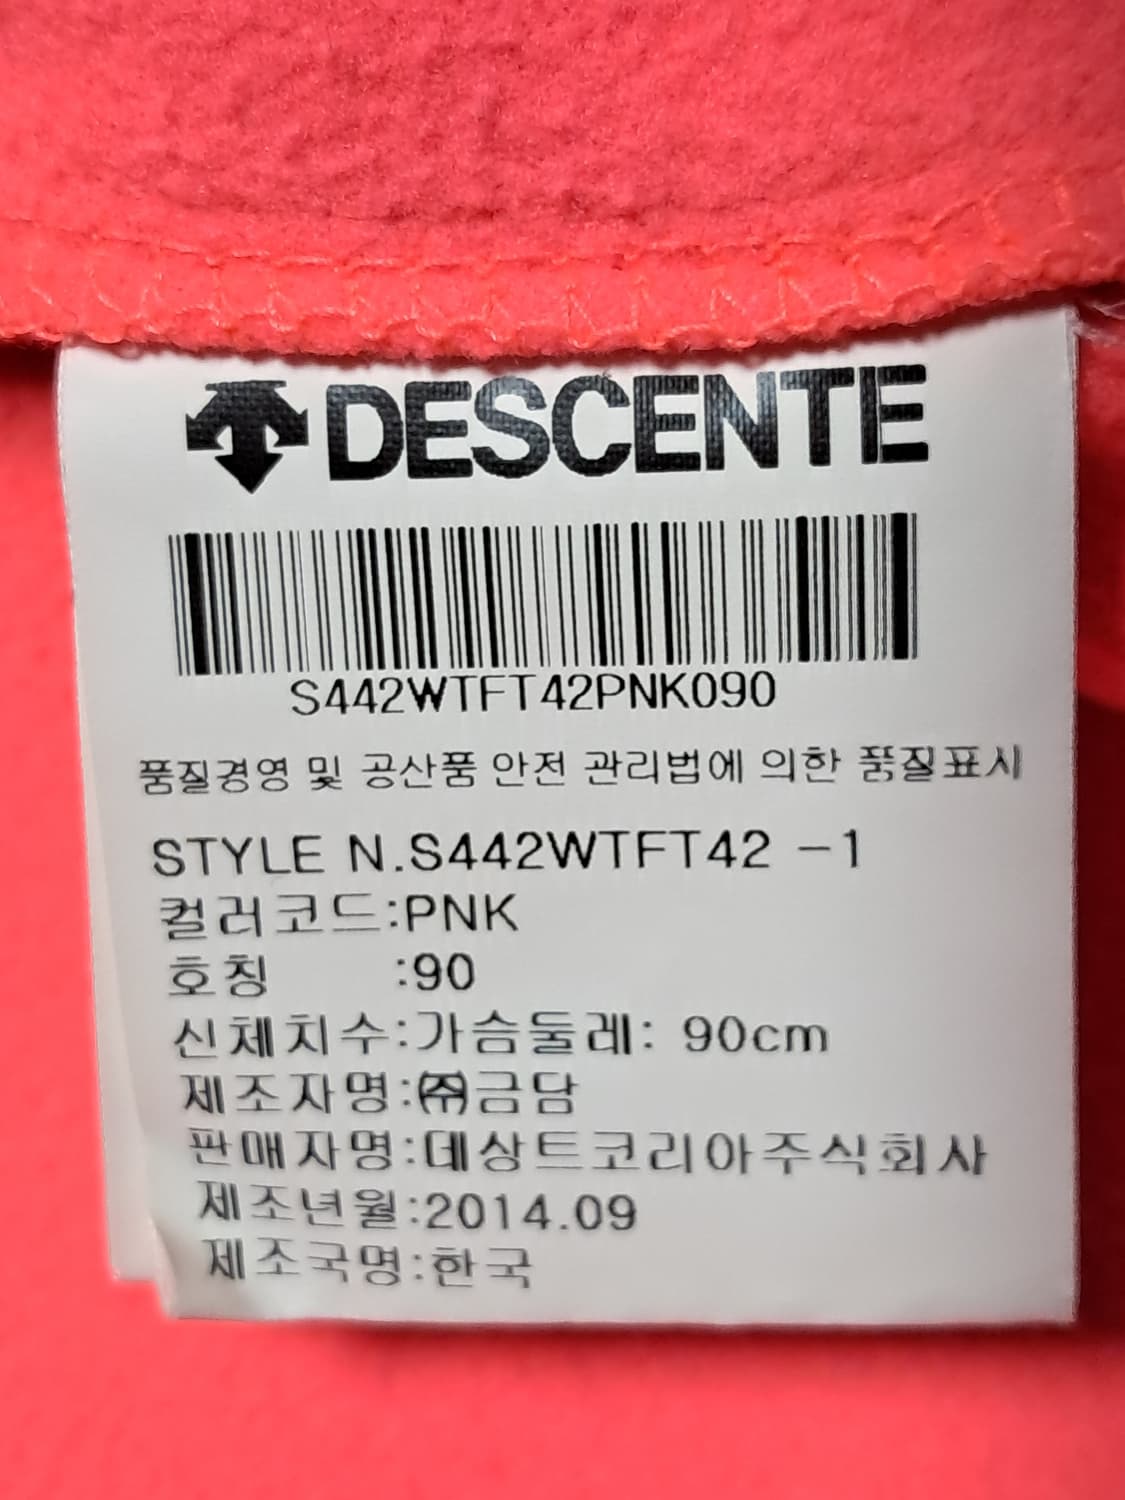 DESCENTE
S442WTFT42PNK090
품질경영 및 공산품 안전 관리법에 의한 품질표시
STYLE N.S442WTFT42 -1
컬러코드:PNK
호칭 :90
신체치수:가슴둘레: 90cm
제조자명:㈜금담
판매자명:데상트코리아주식회사
제조년월:2014.09
제조국명:한국